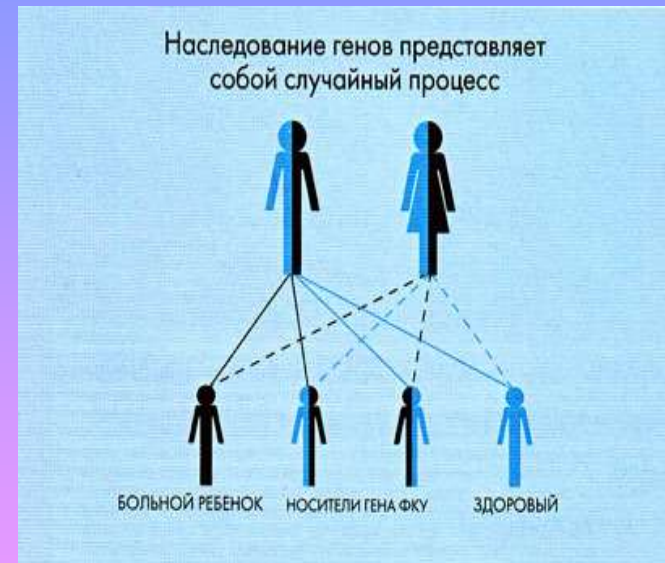 Наследование генов представляет
собой случайный процесс
БОЛЬНОЙ РЕБЕНОК НОСИТЕЛИ ГЕНА ФКУ ЗДОРОВЫЙ